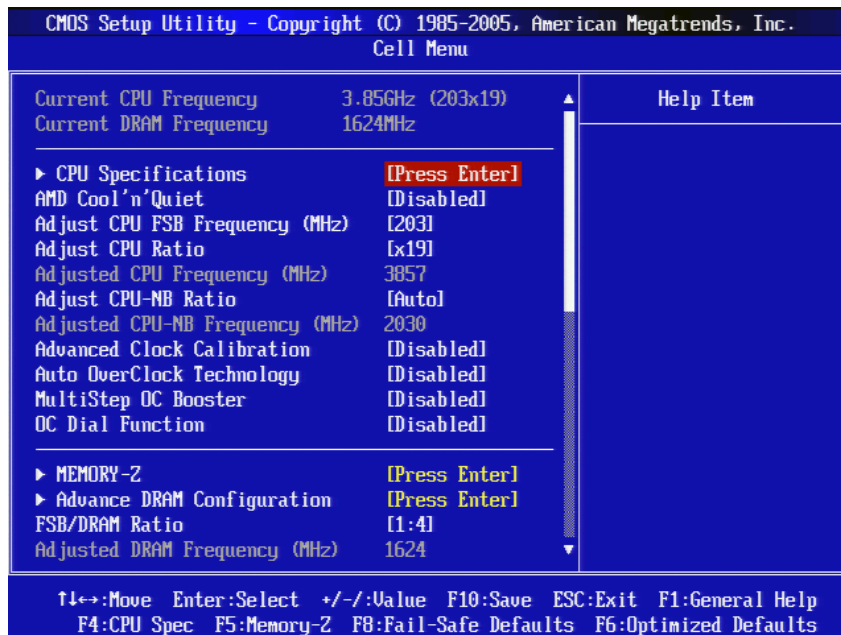 CMOS Setup Utility - Copyright (C) 1985-2005, American Megatrends, Inc.
Cell Menu
Current CPU Frequency 3.85GHz (203x19)
Current DRAM Frequency 1624MHz
Help Item
▶ CPU Specifications [Press Enter]
AMD Cool'n'Quiet [Disabled]
Adjust CPU FSB Frequency (MHz) [203]
Adjust CPU Ratio [x19]
Adjusted CPU Frequency (MHz) 3857
Adjust CPU-NB Ratio [Auto]
Adjusted CPU-NB Frequency (MHz) 2030
Advanced Clock Calibration [Disabled]
Auto OverClock Technology [Disabled]
MultiStep OC Booster [Disabled]
OC Dial Function [Disabled]
▶ MEMORY-Z [Press Enter]
▶ Advance DRAM Configuration [Press Enter]
FSB/DRAM Ratio [1:4]
Adjusted DRAM Frequency (MHz) 1624
↑↓↔:Move Enter:Select +/-/:Value F10:Save ESC:Exit F1:General Help
F4:CPU Spec F5:Memory-Z F8:Fail-Safe Defaults F6:Optimized Defaults